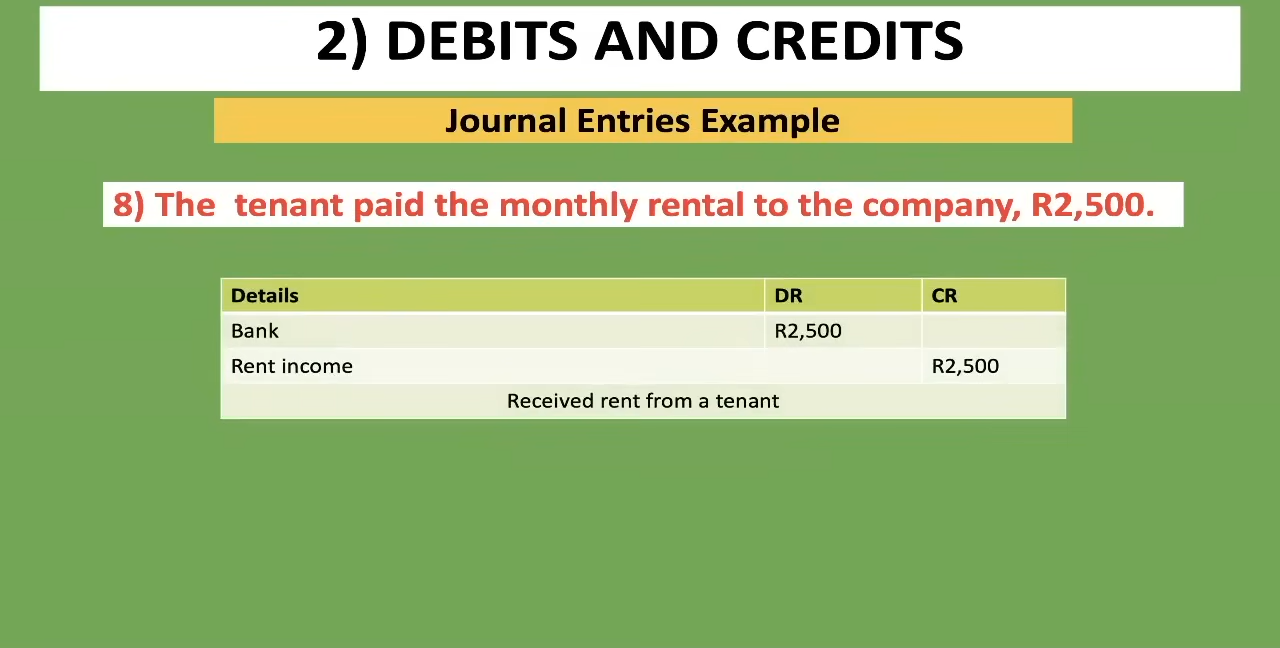 2) DEBITS AND CREDITS
Journal Entries Example
8) The tenant paid the monthly rental to the company, R2,500.
Details DR CR
Bank R2,500
Rent income R2,500
Received rent from a tenant